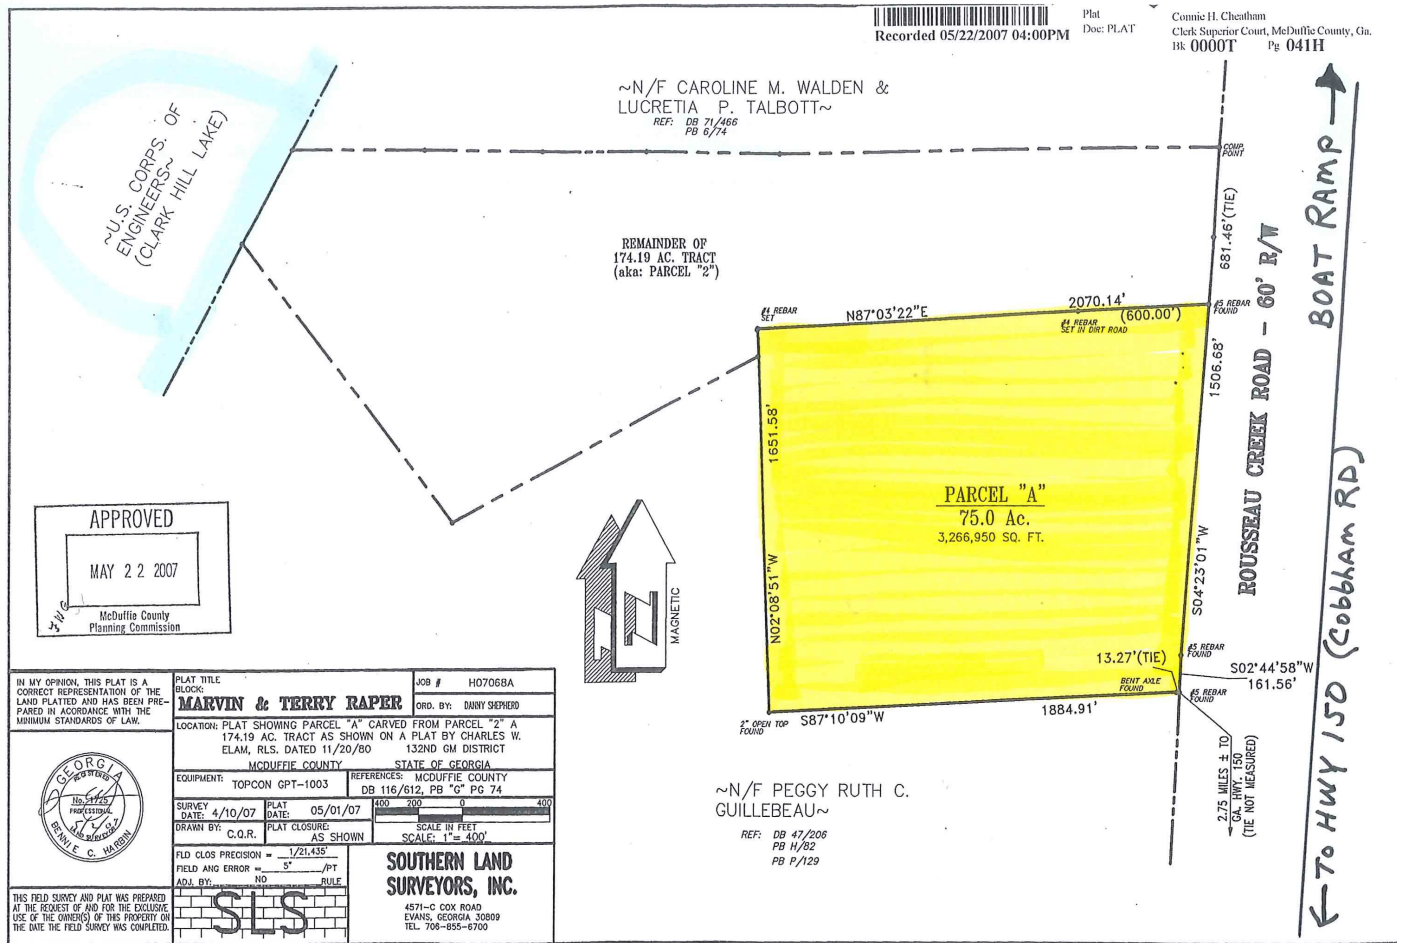 Recorded 05/22/2007 04:00PM
Plat
Doc: PLAT
Connie H. Cheatham
Clerk Superior Court, McDuffie County, Ga.
Bk 0000T Pg 041H
~N/F CAROLINE M. WALDEN &
LUCRETIA P. TALBOTT~
REF: DB 71/466
PB 6/74
~U.S. CORPS. OF
ENGINEERS~
(CLARK HILL LAKE)
COMP.
POINT
681.46'(TIE)
REMAINDER OF
174.19 AC. TRACT
(aka: PARCEL "2")
#4 REBAR
SET
N87°03'22"E
2070.14'
(600.00')
#4 REBAR
SET IN DIRT ROAD
#5 REBAR
FOUND
1506.68'
S04°23'01"W
ROUSSEAU CREEK ROAD - 60' R/W
BOAT RAMP →
← TO HWY 150 (Cobbham RD)
1651.58'
N02°08'51"W
PARCEL "A"
75.0 Ac.
3,266,950 SQ. FT.
MAGNETIC
13.27'(TIE)
#5 REBAR
FOUND
BENT AXLE
FOUND
S02°44'58"W
161.56'
#5 REBAR
FOUND
2" OPEN TOP
FOUND
S87°10'09"W
1884.91'
2.75 MILES ± TO
GA. HWY. 150
(TIE NOT MEASURED)
~N/F PEGGY RUTH C.
GUILLEBEAU~
REF: DB 47/206
PB H/82
PB P/129
APPROVED
MAY 22 2007
McDuffie County
Planning Commission
IN MY OPINION, THIS PLAT IS A
CORRECT REPRESENTATION OF THE
LAND PLATTED AND HAS BEEN PRE-
PARED IN ACORDANCE WITH THE
MINIMUM STANDARDS OF LAW.
GEORGIA
REGISTERED
No. 1725
PROFESSIONAL
LAND SURVEYOR
BENNIE C. HARBIN
THIS FIELD SURVEY AND PLAT WAS PREPARED
AT THE REQUEST OF AND FOR THE EXCLUSIVE
USE OF THE OWNER(S) OF THIS PROPERTY ON
THE DATE THE FIELD SURVEY WAS COMPLETED.
PLAT TITLE
BLOCK:
MARVIN & TERRY RAPER
JOB # H07068A
ORD. BY: DANNY SHEPHERD
LOCATION: PLAT SHOWING PARCEL "A" CARVED FROM PARCEL "2" A
174.19 AC. TRACT AS SHOWN ON A PLAT BY CHARLES W.
ELAM, RLS. DATED 11/20/80 132ND GM DISTRICT
MCDUFFIE COUNTY STATE OF GEORGIA
EQUIPMENT: TOPCON GPT-1003
REFERENCES: MCDUFFIE COUNTY
DB 116/612, PB "G" PG 74
SURVEY
DATE: 4/10/07
PLAT
DATE: 05/01/07
400 200 0 400
SCALE IN FEET
SCALE: 1"= 400'
DRAWN BY: C.Q.R.
PLAT CLOSURE:
AS SHOWN
FLD CLOS PRECISION = 1/21,435'
FIELD ANG ERROR = 5" /PT
ADJ. BY: NO RULE
SLS
SOUTHERN LAND
SURVEYORS, INC.
4571-C COX ROAD
EVANS, GEORGIA 30809
TEL. 706-855-6700